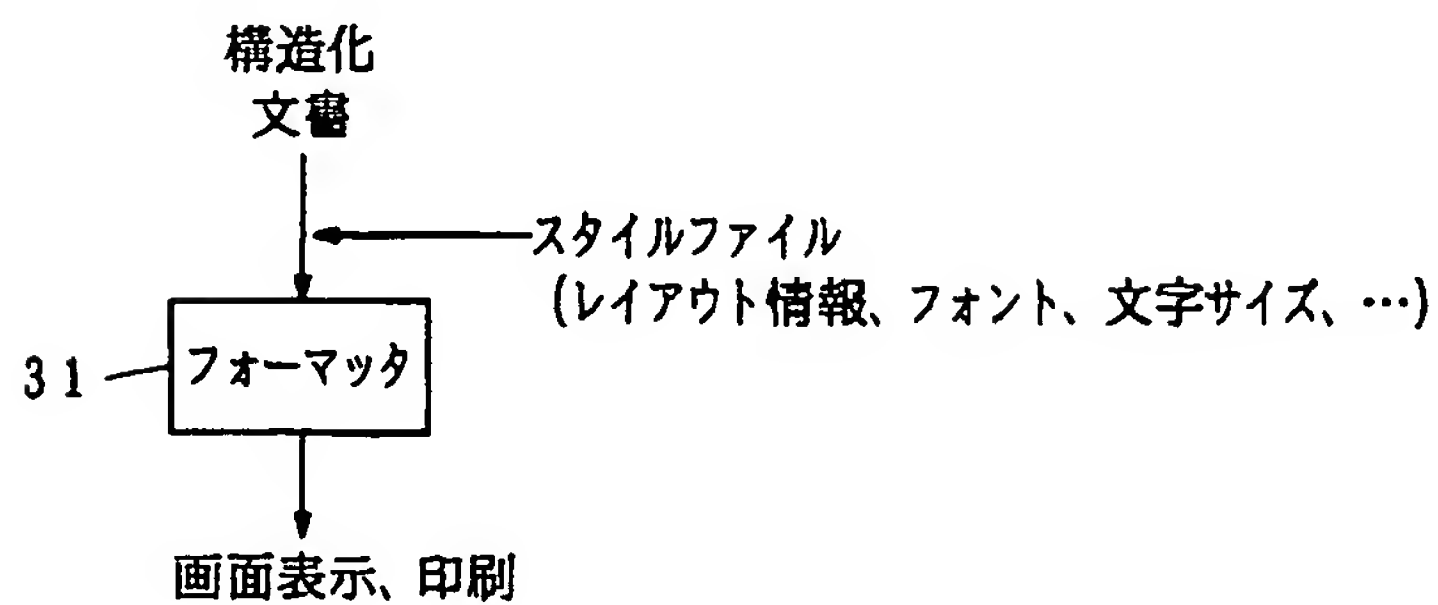 構造化
文書
スタイルファイル
(レイアウト情報、フォント、文字サイズ、…)
31 フォーマッタ
画面表示、印刷